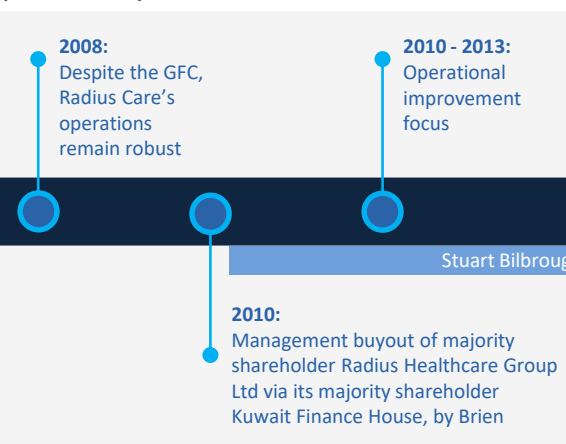 2008:
Despite the GFC,
Radius Care’s
operations
remain robust
2010 - 2013:
Operational
improvement
focus
Stuart
2010:
Management buyout of majority
shareholder Radius Healthcare Group
Ltd via its majority shareholder
Kuwait Finance House, by Brien